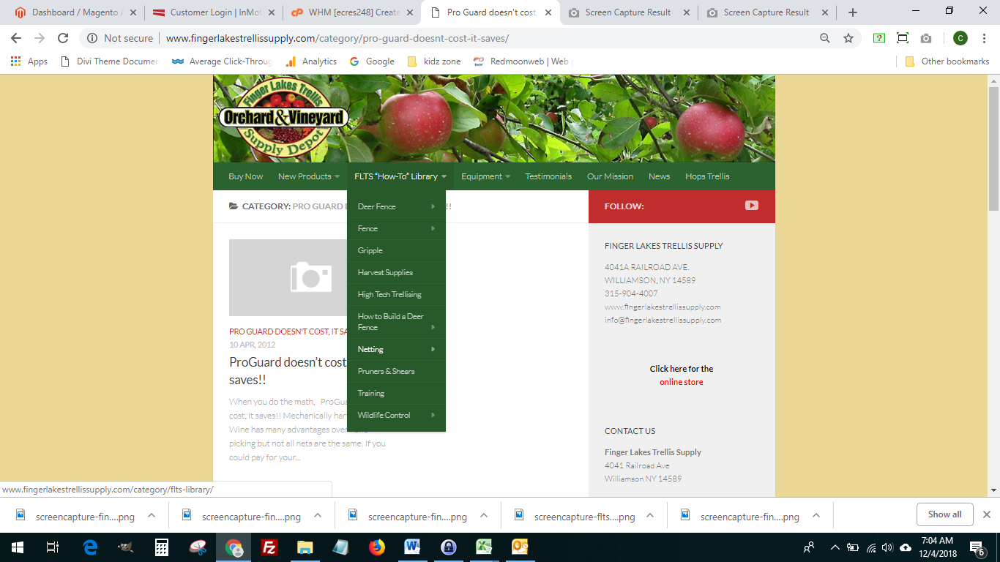 Dashboard / Magento A
Customer Login | InMot
WHM [ecres248] Create
Pro Guard doesn't cost,
Screen Capture Result
Screen Capture Result
Not secure
www.fingerlakestrellissupply.com/category/pro-guard-doesnt-cost-it-saves/
C
Apps
Divi Theme Documen
Average Click-Throug
Analytics
Google
kidz zone
Redmoonweb | Web
Other bookmarks
Finger Lakes Trellis
Orchard & Vineyard
Supply Depot
Buy Now
New Products
FLTS “How-To” Library
Equipment
Testimonials
Our Mission
News
Hops Trellis
CATEGORY: PRO GUARD D
!!
Deer Fence
Fence
Gripple
Harvest Supplies
High Tech Trellising
How to Build a Deer
Fence
Netting
Pruners & Shears
Training
Wildlife Control
PRO GUARD DOESN'T COST, IT SA
10 APR, 2012
ProGuard doesn’t cost
saves!!
When you do the math, ProGua
cost, it saves!! Mechanically har
Wine has many advantages over
picking but not all nets are the same. If you
could pay for your...
FOLLOW:
FINGER LAKES TRELLIS SUPPLY
4041A RAILROAD AVE.
WILLIAMSON, NY 14589
315-904-4007
www.fingerlakestrellissupply.com
info@fingerlakestrellissupply.com
Click here for the
online store
CONTACT US
Finger Lakes Trellis Supply
4041 Railroad Ave
Williamson NY 14589
www.fingerlakestrellissupply.com/category/flts-library/
screencapture-fin....png
screencapture-fin....png
screencapture-fin....png
screencapture-flts....png
screencapture-fin....png
Show all
7:04 AM
12/4/2018
6